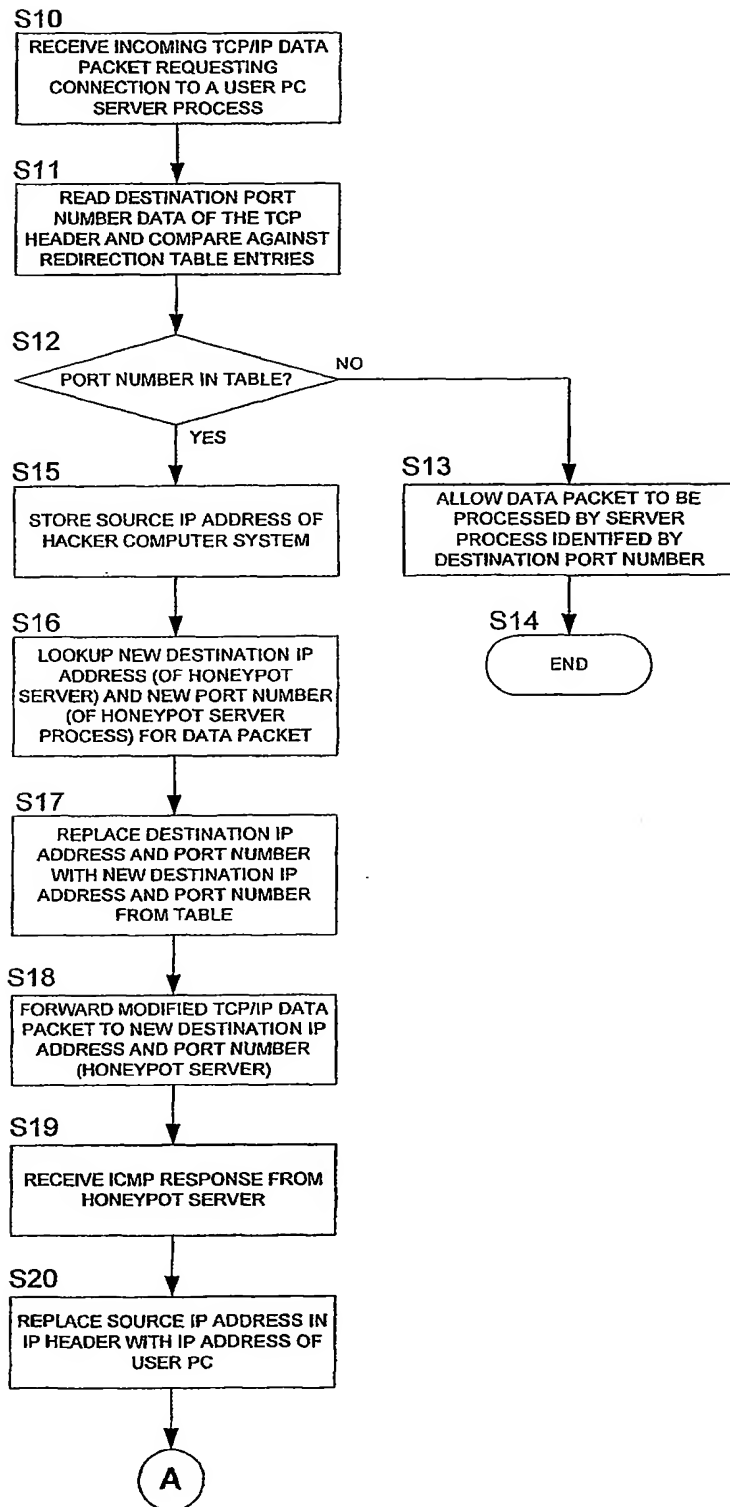 S10
RECEIVE INCOMING TCP/IP DATA
PACKET REQUESTING
CONNECTION TO A USER PC
SERVER PROCESS
S11
READ DESTINATION PORT
NUMBER DATA OF THE TCP
HEADER AND COMPARE AGAINST
REDIRECTION TABLE ENTRIES
S12
PORT NUMBER IN TABLE?
NO
YES
S13
ALLOW DATA PACKET TO BE
PROCESSED BY SERVER
PROCESS IDENTIFED BY
DESTINATION PORT NUMBER
S14
END
S15
STORE SOURCE IP ADDRESS OF
HACKER COMPUTER SYSTEM
S16
LOOKUP NEW DESTINATION IP
ADDRESS (OF HONEYPOT
SERVER) AND NEW PORT NUMBER
(OF HONEYPOT SERVER
PROCESS) FOR DATA PACKET
S17
REPLACE DESTINATION IP
ADDRESS AND PORT NUMBER
WITH NEW DESTINATION IP
ADDRESS AND PORT NUMBER
FROM TABLE
S18
FORWARD MODIFIED TCP/IP DATA
PACKET TO NEW DESTINATION IP
ADDRESS AND PORT NUMBER
(HONEYPOT SERVER)
S19
RECEIVE ICMP RESPONSE FROM
HONEYPOT SERVER
S20
REPLACE SOURCE IP ADDRESS IN
IP HEADER WITH IP ADDRESS OF
USER PC
A